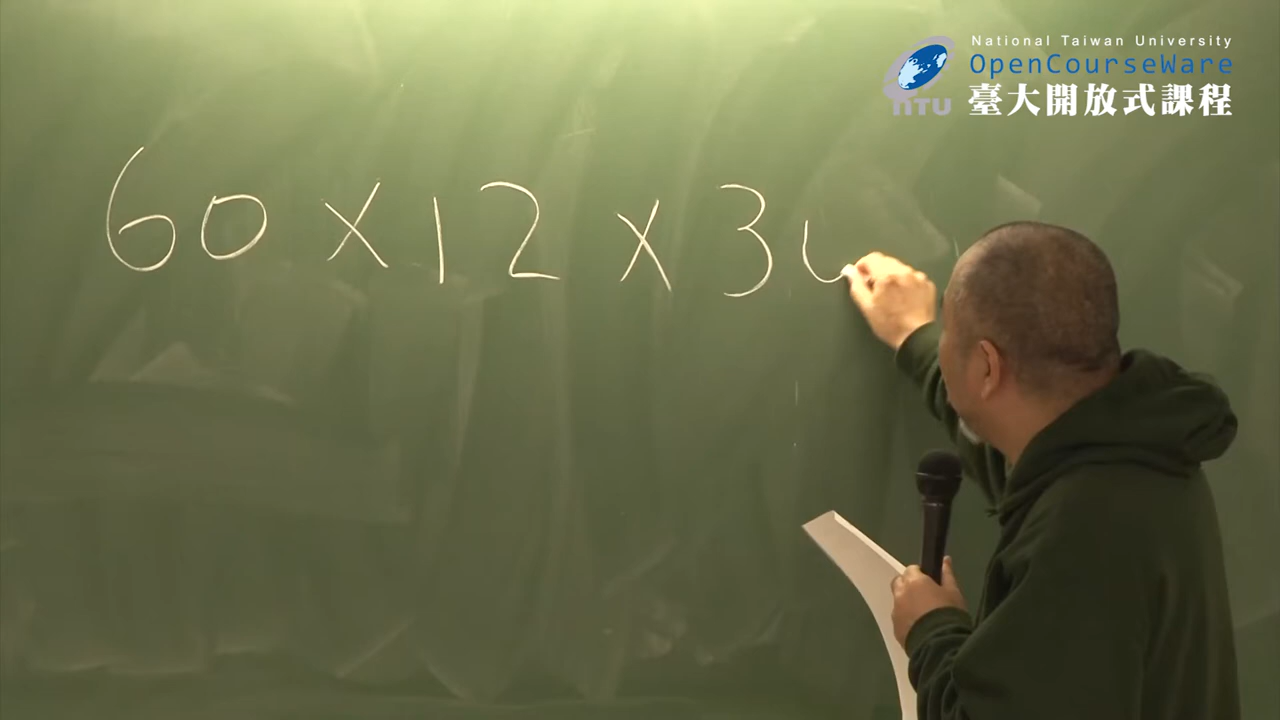 National Taiwan University
OpenCourseWare
臺大開放式課程
NTU
60 × 12 × 3